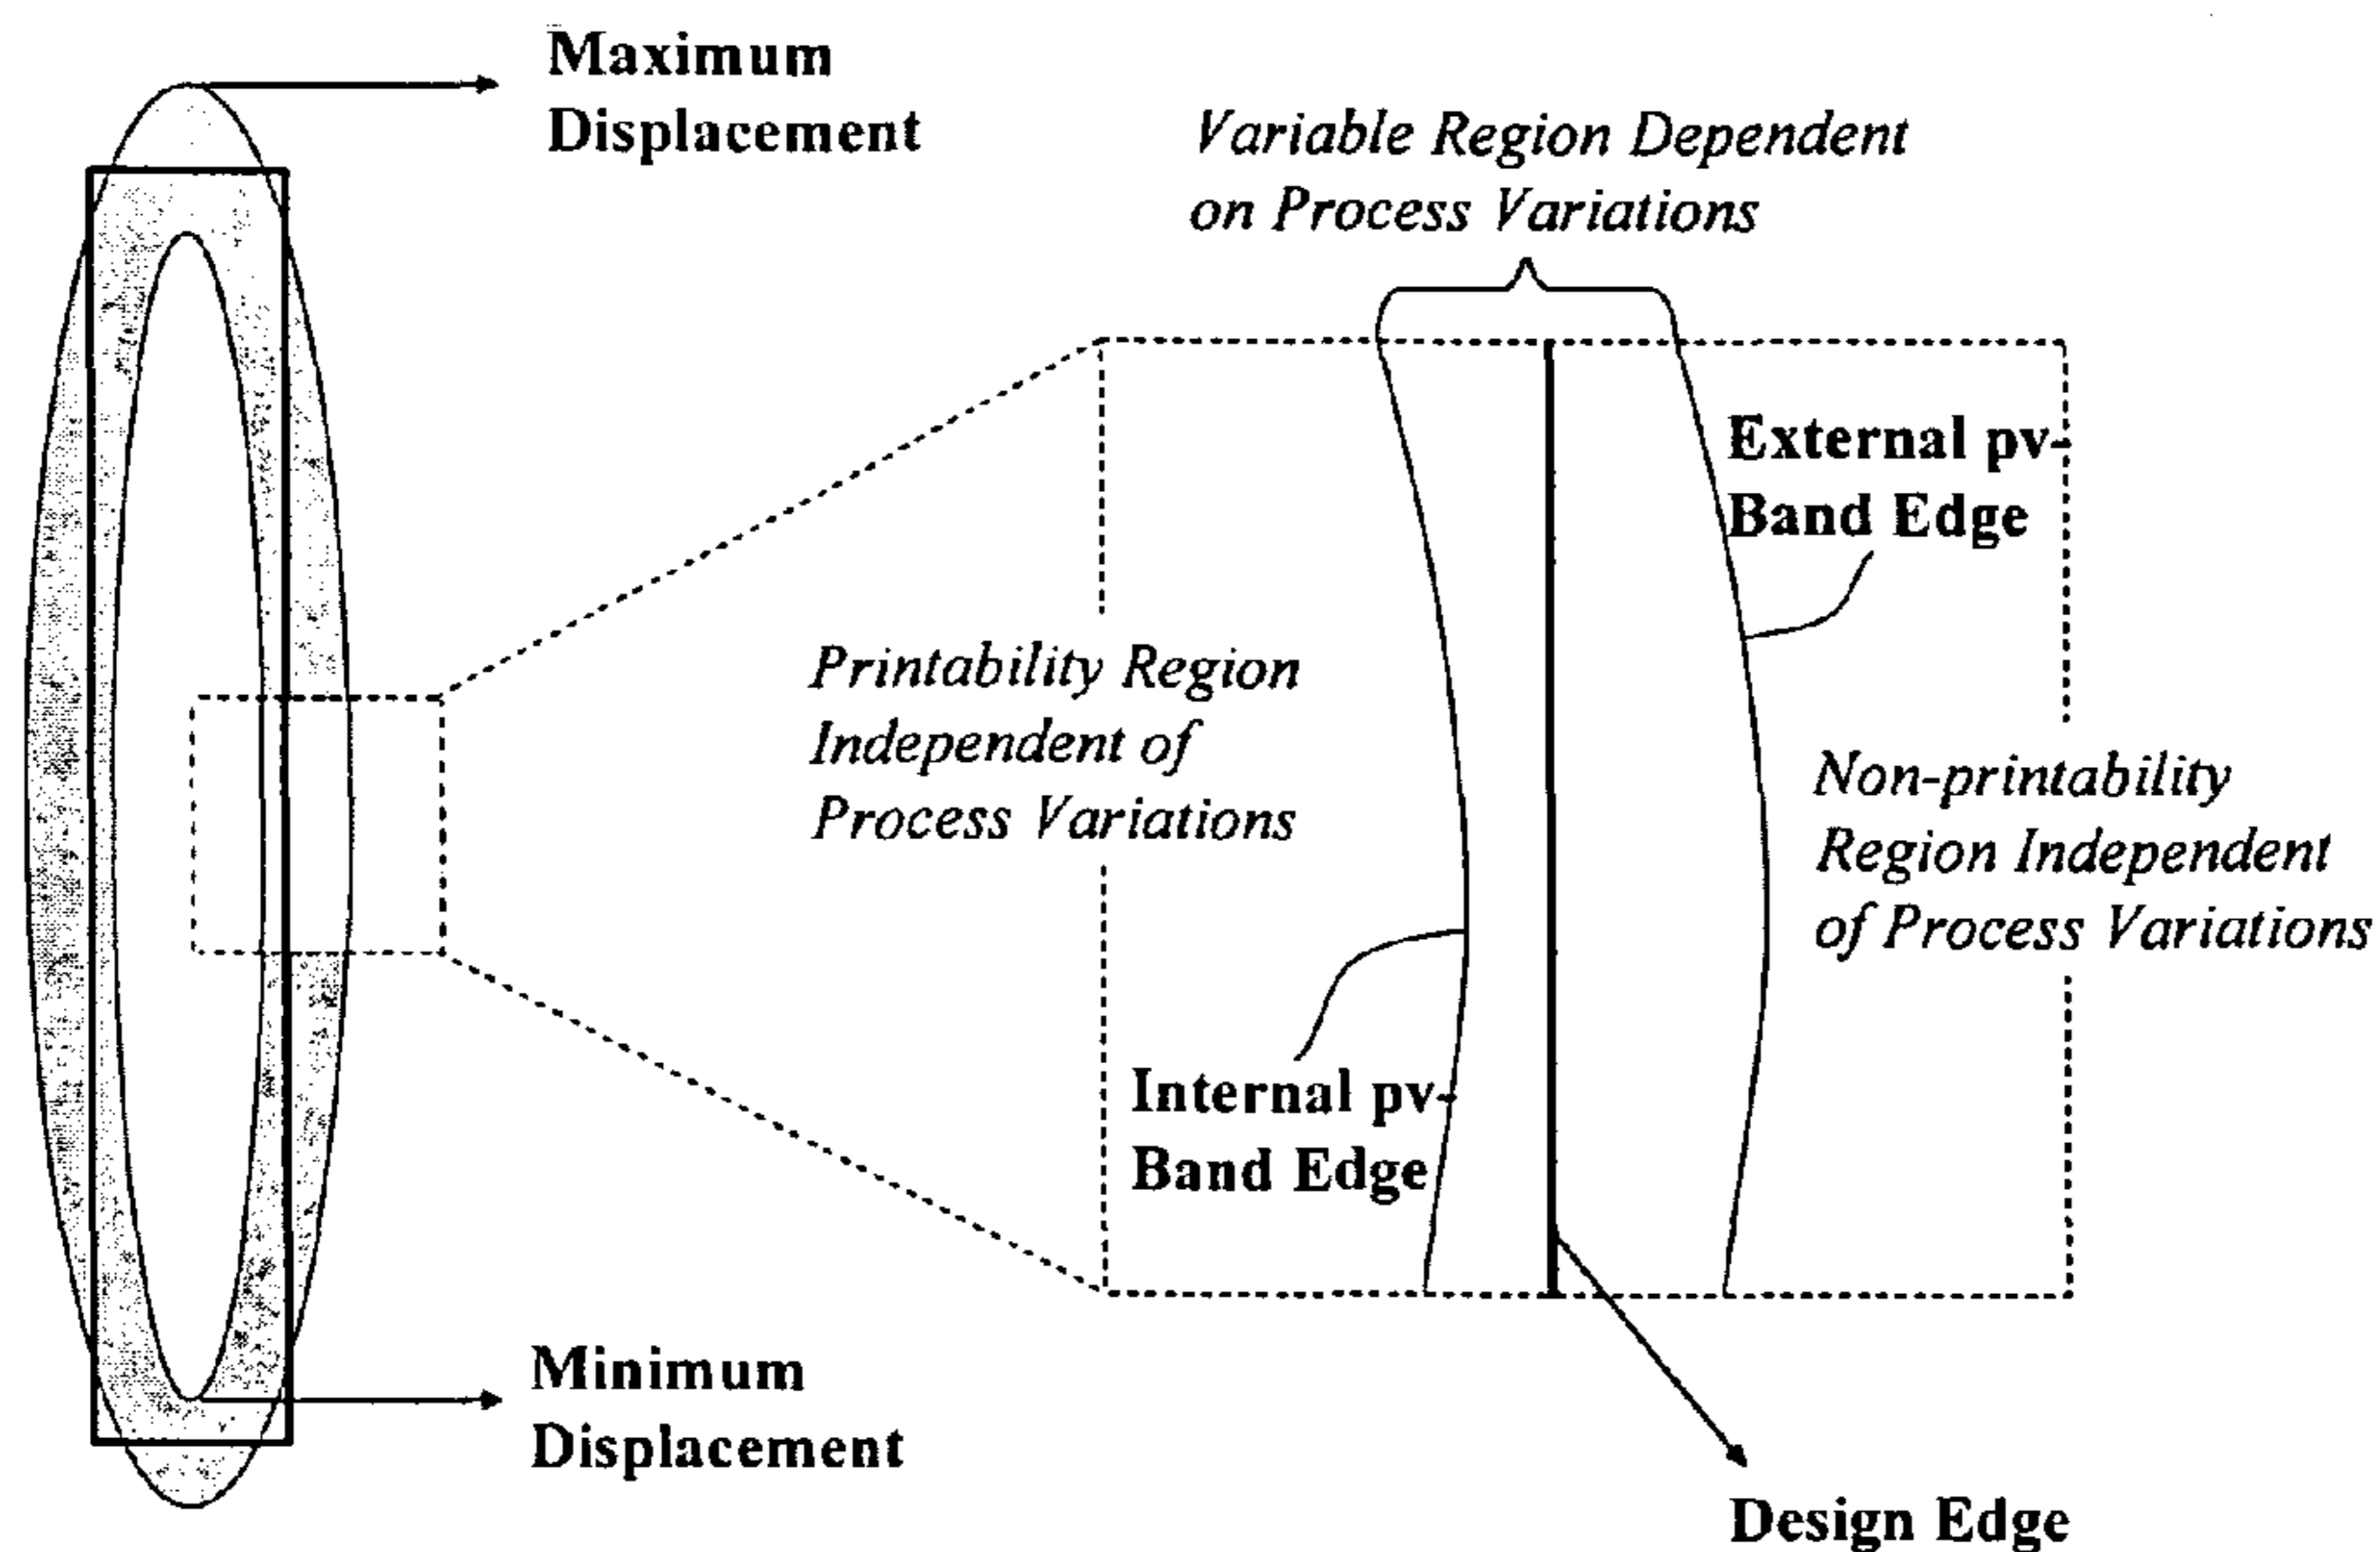 Maximum
Displacement
Variable Region Dependent
on Process Variations
External pv-
Band Edge
Printability Region
Independent of
Process Variations
Non-printability
Region Independent
of Process Variations
Internal pv-
Band Edge
Minimum
Displacement
Design Edge